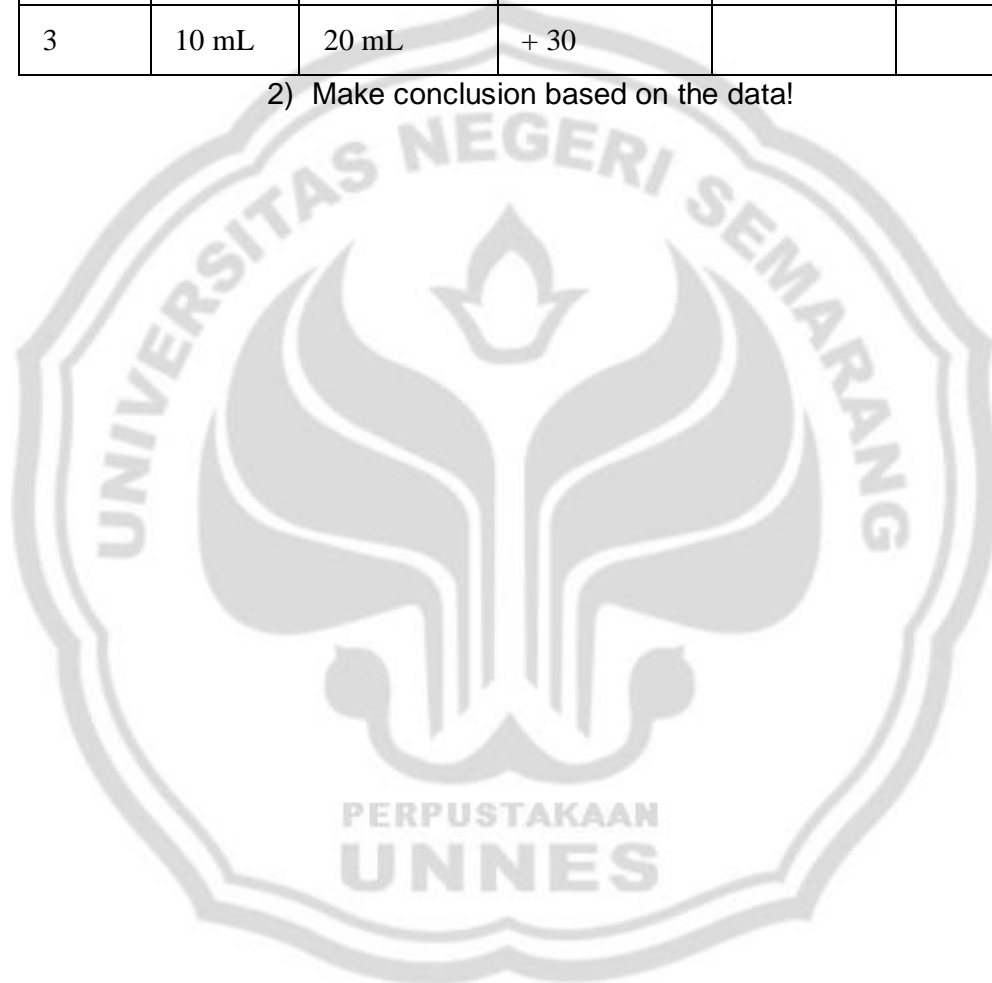 3 10 mL 20 mL + 30
2) Make conclusion based on the data!
UNIVERSITAS NEGERI SEMARANG
PERPUSTAKAAN
UNNES